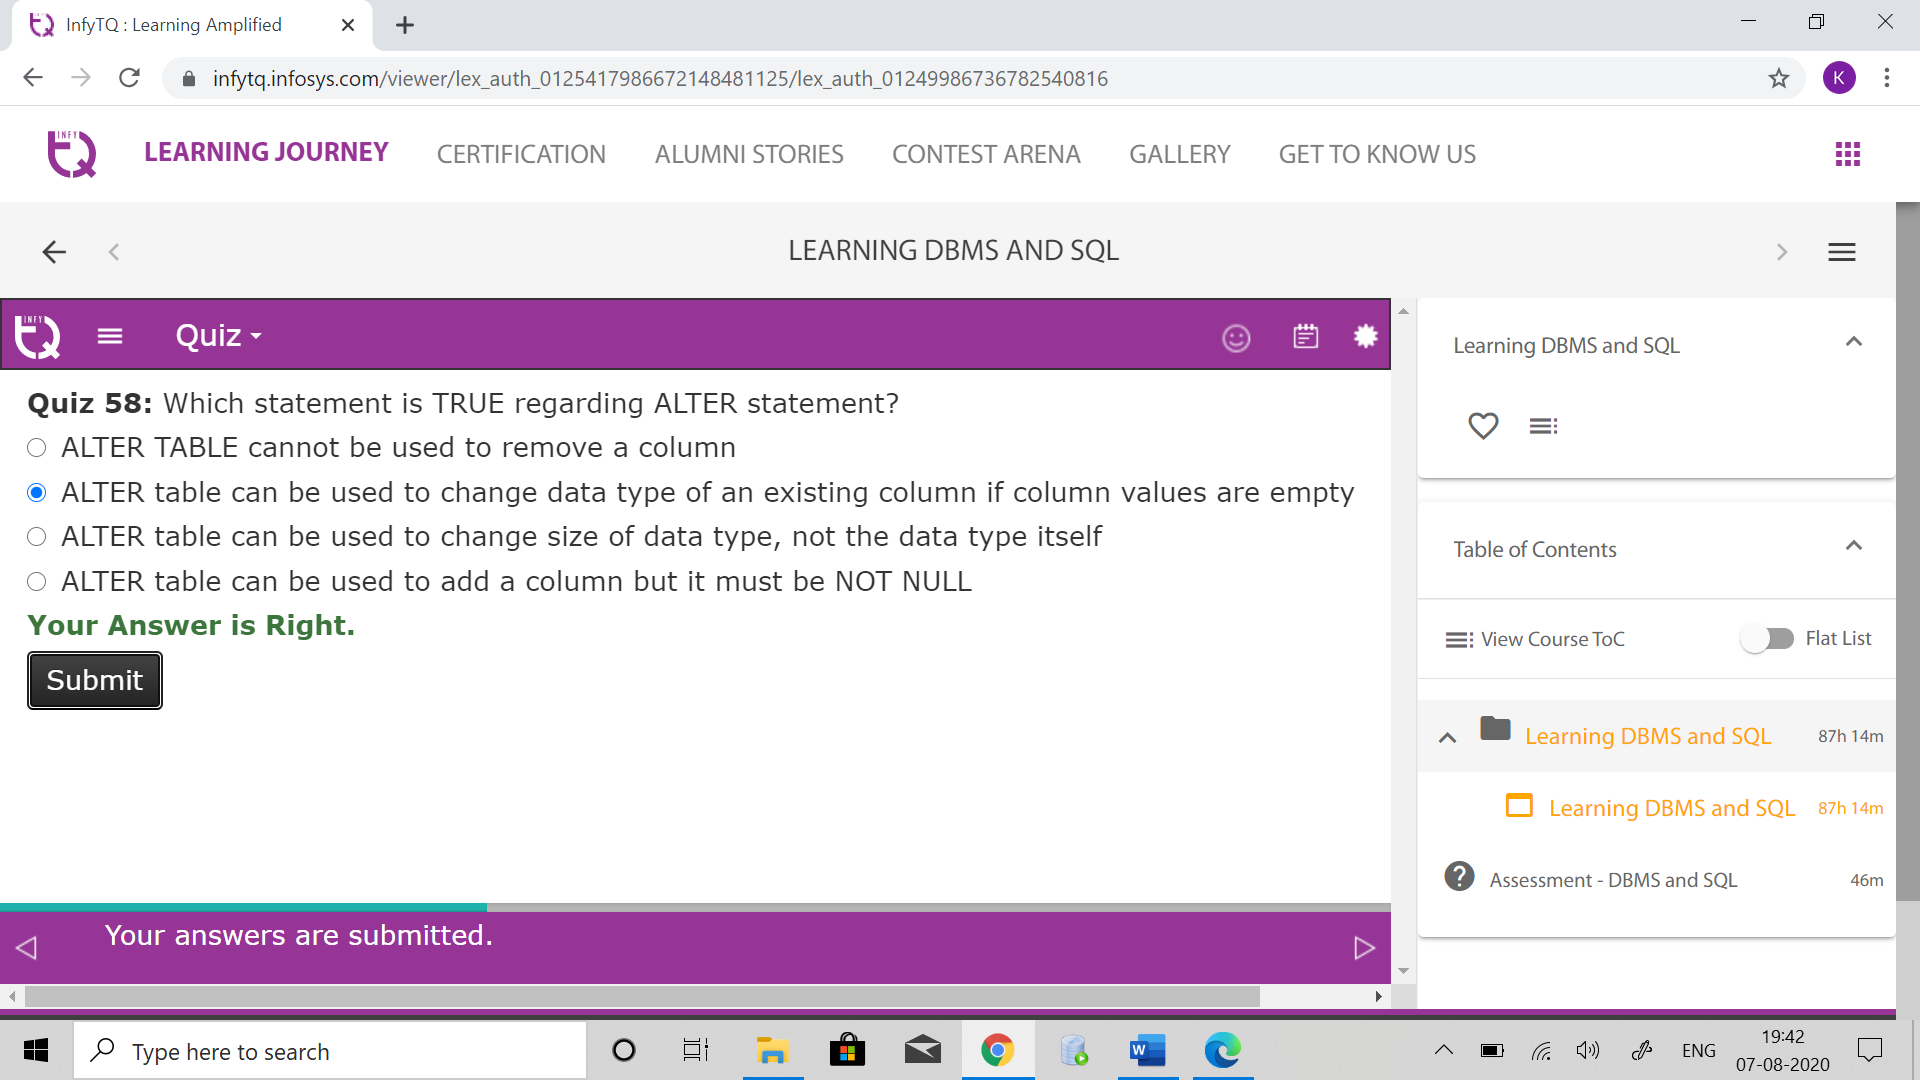 InfyTQ : Learning Amplified
infytq.infosys.com/viewer/lex_auth_0125417986672148481125/lex_auth_01249986736782540816
K
INFY
TQ
LEARNING JOURNEY
CERTIFICATION
ALUMNI STORIES
CONTEST ARENA
GALLERY
GET TO KNOW US
LEARNING DBMS AND SQL
INFY
TQ
Quiz
Quiz 58: Which statement is TRUE regarding ALTER statement?
ALTER TABLE cannot be used to remove a column
ALTER table can be used to change data type of an existing column if column values are empty
ALTER table can be used to change size of data type, not the data type itself
ALTER table can be used to add a column but it must be NOT NULL
Your Answer is Right.
Submit
Your answers are submitted.
Learning DBMS and SQL
Table of Contents
View Course ToC
Flat List
Learning DBMS and SQL 87h 14m
Learning DBMS and SQL 87h 14m
? Assessment - DBMS and SQL 46m
Type here to search
W
ENG
19:42
07-08-2020